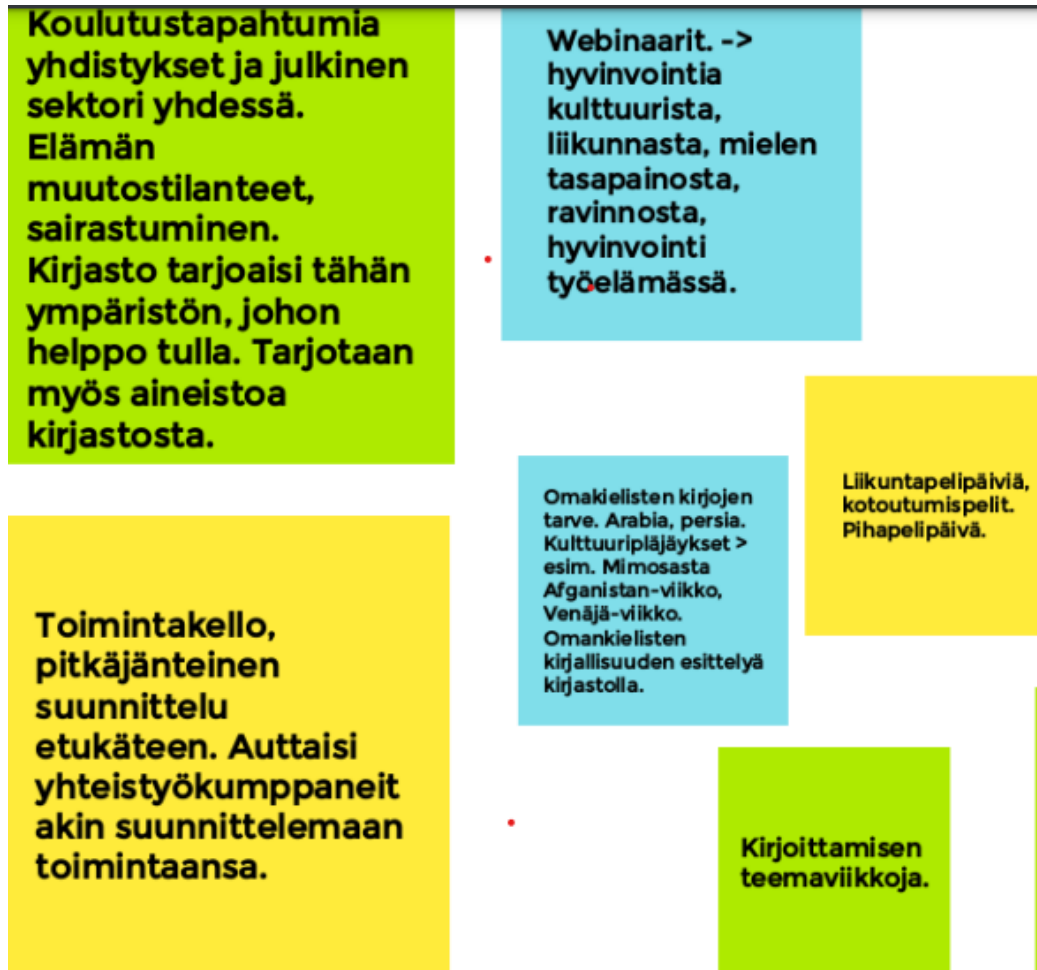 Koulutustapahtumia
yhdistykset ja julkinen
sektori yhdessä.
Elämän
muutostilanteet,
sairastuminen.
Kirjasto tarjoaisi tähän
ympäristön, johon
helppo tulla. Tarjotaan
myös aineistoa
kirjastosta.
Webinaarit. ->
hyvinvointia
kulttuurista,
liikunnasta, mielen
tasapainosta,
ravinnosta,
hyvinvointi
työelämässä.
Liikuntapelipäiviä,
kotoutumispelit.
Pihapelipäivä.
Omakielisten kirjojen
tarve. Arabia, persia.
Kulttuuripläjäykset >
esim. Mimosasta
Afganistan-viikko,
Venäjä-viikko.
Omankielisten
kirjallisuuden esittelyä
kirjastolla.
Toimintakello,
pitkäjänteinen
suunnittelu
etukäteen. Auttaisi
yhteistyökumppaneit
akin suunnittelemaan
toimintaansa.
Kirjoittamisen
teemaviikkoja.